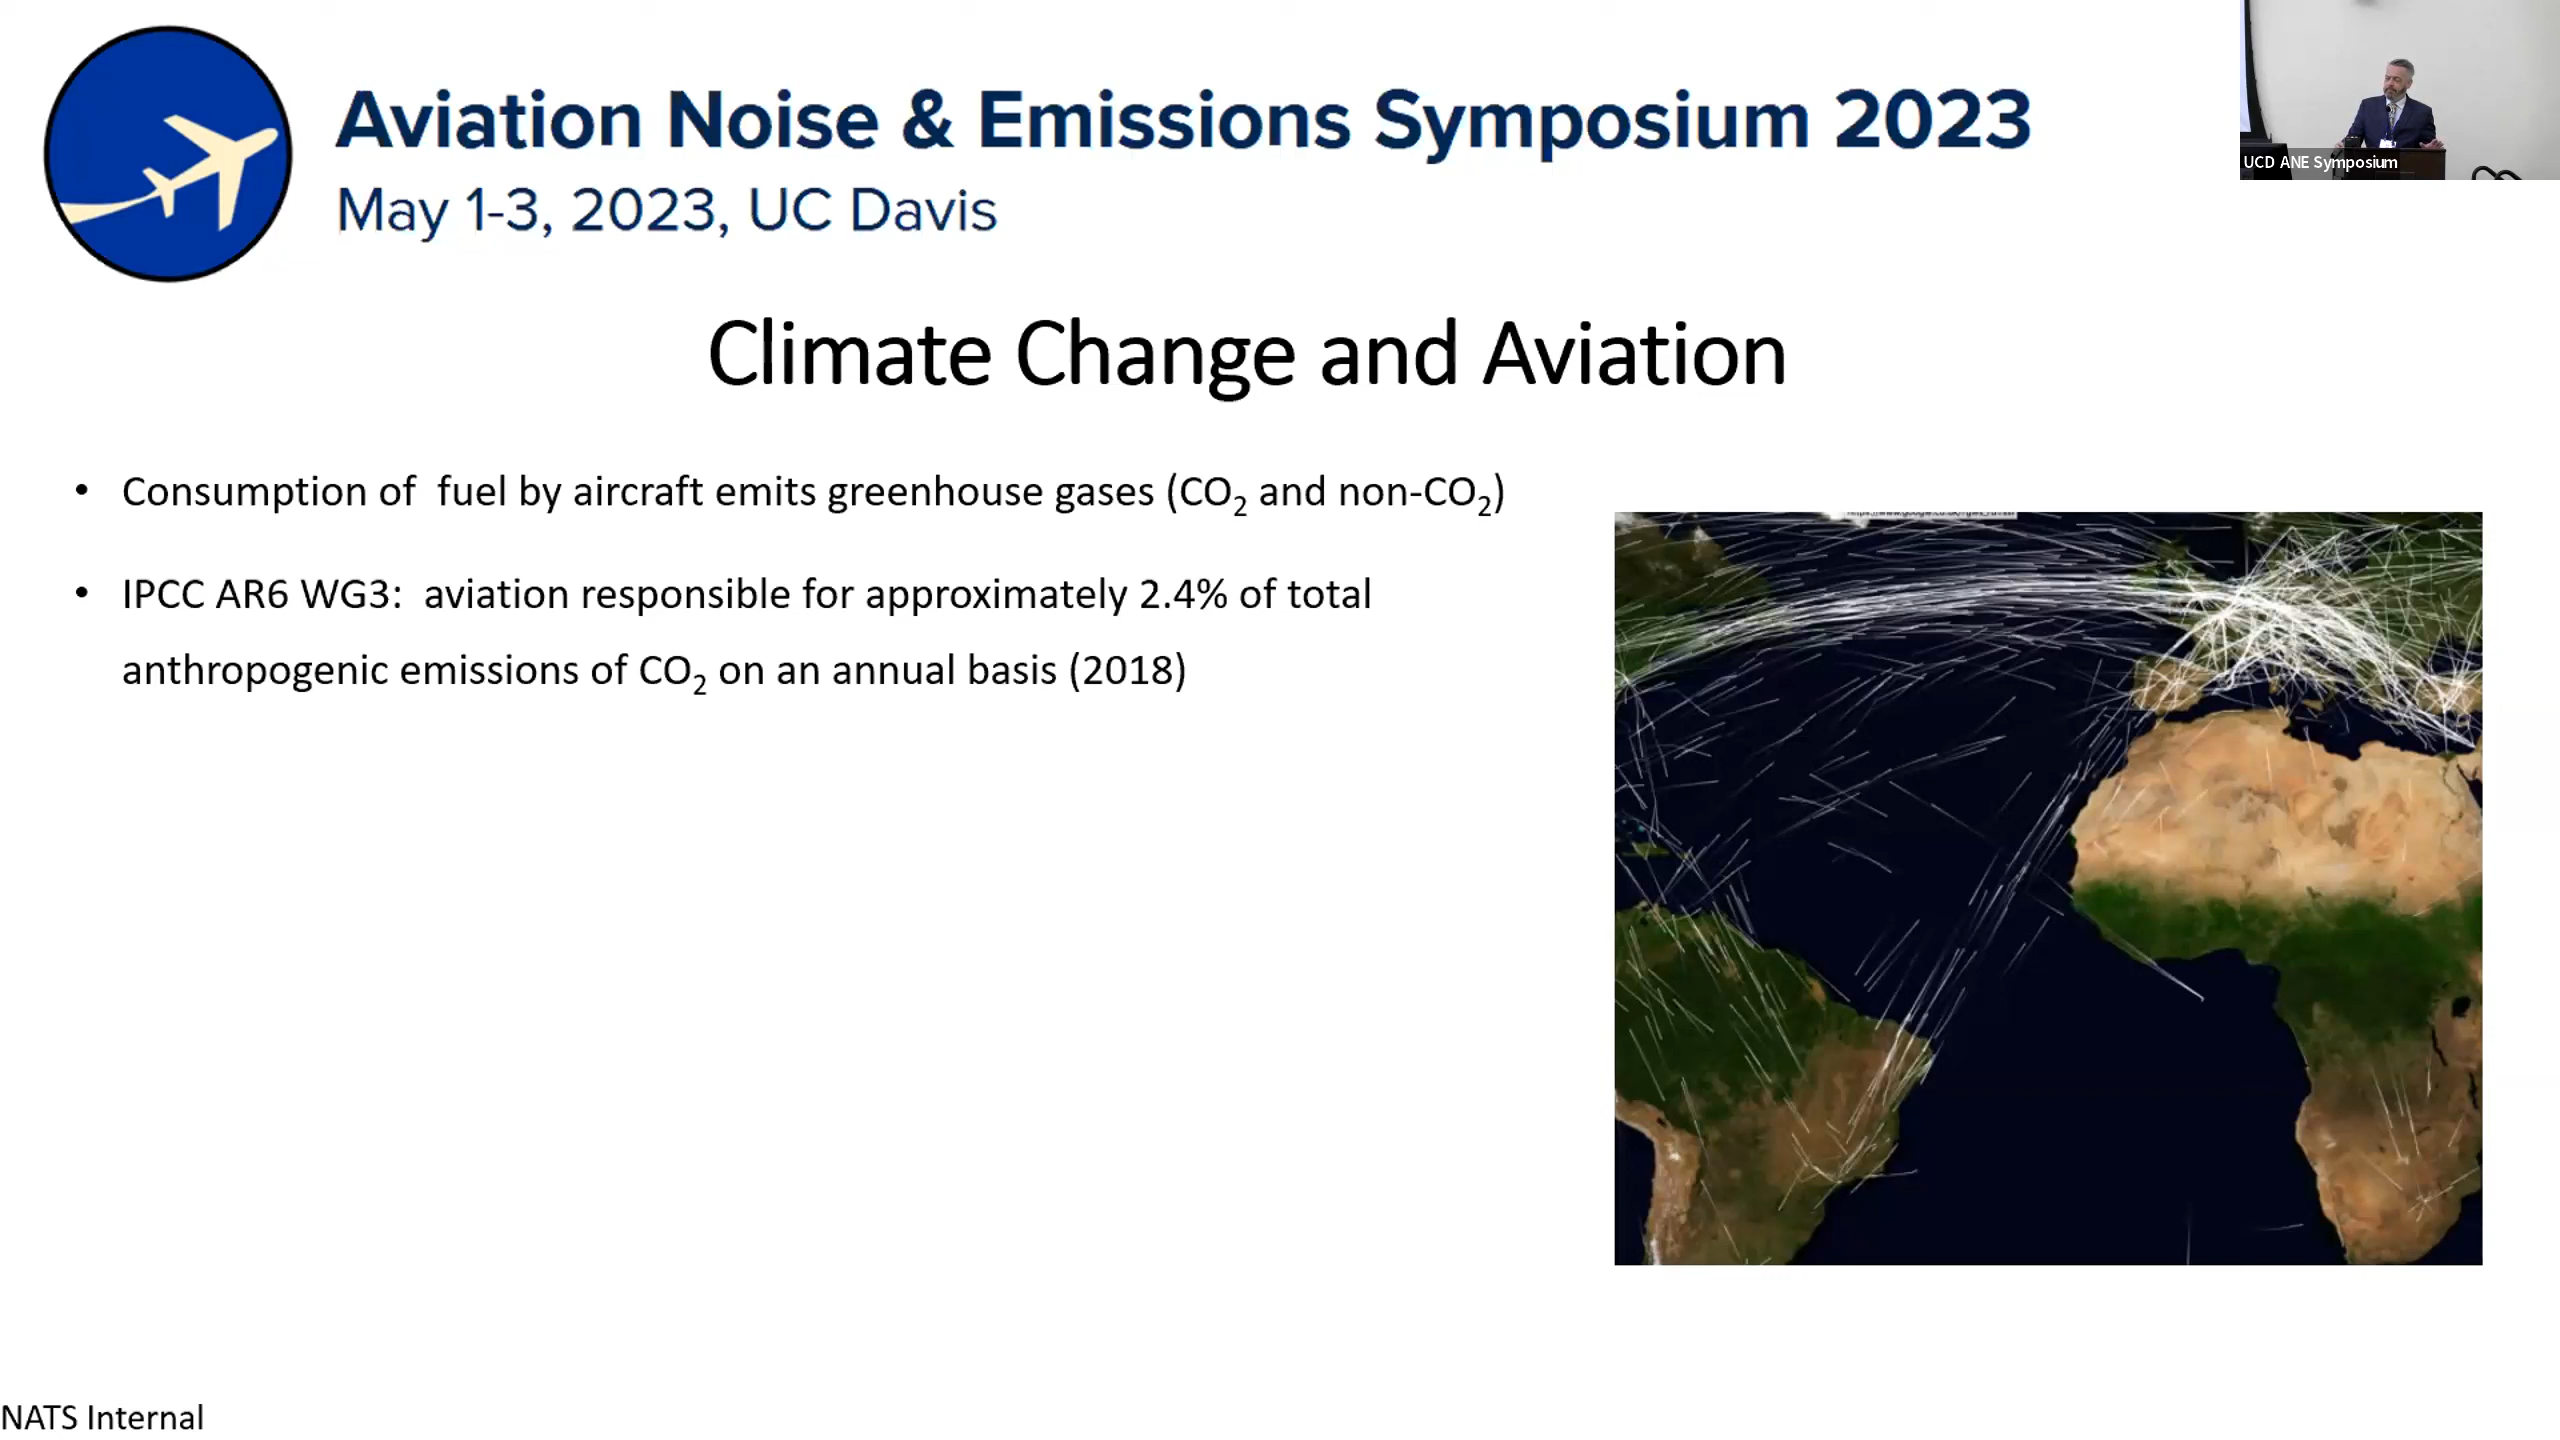 Aviation Noise & Emissions Symposium 2023
May 1-3, 2023, UC Davis
UCD ANE Symposium
Climate Change and Aviation
• Consumption of  fuel by aircraft emits greenhouse gases (CO₂ and non-CO₂)
• IPCC AR6 WG3:  aviation responsible for approximately 2.4% of total
anthropogenic emissions of CO₂ on an annual basis (2018)
NATS Internal